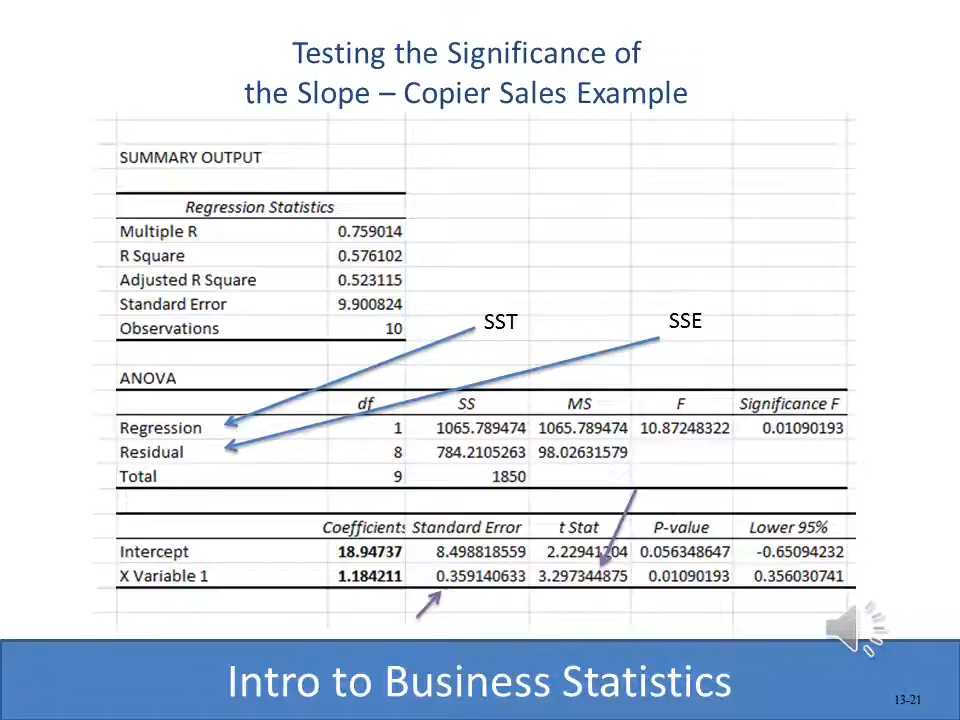 Testing the Significance of
the Slope – Copier Sales Example
SUMMARY OUTPUT
Regression Statistics
Multiple R 0.759014
R Square 0.576102
Adjusted R Square 0.523115
Standard Error 9.900824
Observations 10
SST SSE
ANOVA
df SS MS F Significance F
Regression 1 1065.789474 1065.789474 10.87248322 0.01090193
Residual 8 784.2105263 98.02631579
Total 9 1850
Coefficients Standard Error t Stat P-value Lower 95%
Intercept 18.94737 8.498818559 2.22941204 0.056348647 -0.65094232
X Variable 1 1.184211 0.359140633 3.297344875 0.01090193 0.356030741
Intro to Business Statistics
13-21